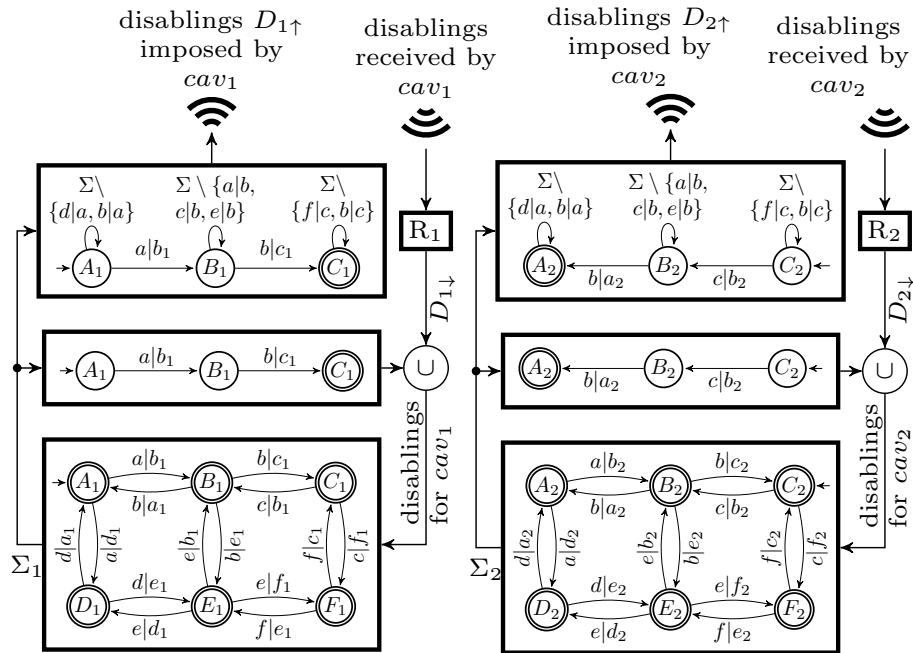 disablings D1↑
imposed by
cav1
disablings
received by
cav1
disablings D2↑
imposed by
cav2
disablings
received by
cav2
Σ\
{d|a, b|a}
Σ \ {a|b,
c|b, e|b}
Σ\
{f|c, b|c}
A1
a|b1
B1
b|c1
C1
R1
D1↓
Σ\
{d|a, b|a}
Σ \ {a|b,
c|b, e|b}
Σ\
{f|c, b|c}
A2
b|a2
B2
c|b2
C2
R2
D2↓
A1
a|b1
B1
b|c1
C1
∪
A2
b|a2
B2
c|b2
C2
∪
disablings
for cav1
disablings
for cav2
A1
a|b1
b|a1
B1
b|c1
c|b1
C1
d|a1
a|d1
e|b1
b|e1
f|c1
c|f1
D1
d|e1
e|d1
E1
e|f1
f|e1
F1
Σ1
A2
a|b2
b|a2
B2
b|c2
c|b2
C2
d|a2
a|d2
e|b2
b|e2
f|c2
c|f2
D2
d|e2
e|d2
E2
e|f2
f|e2
F2
Σ2